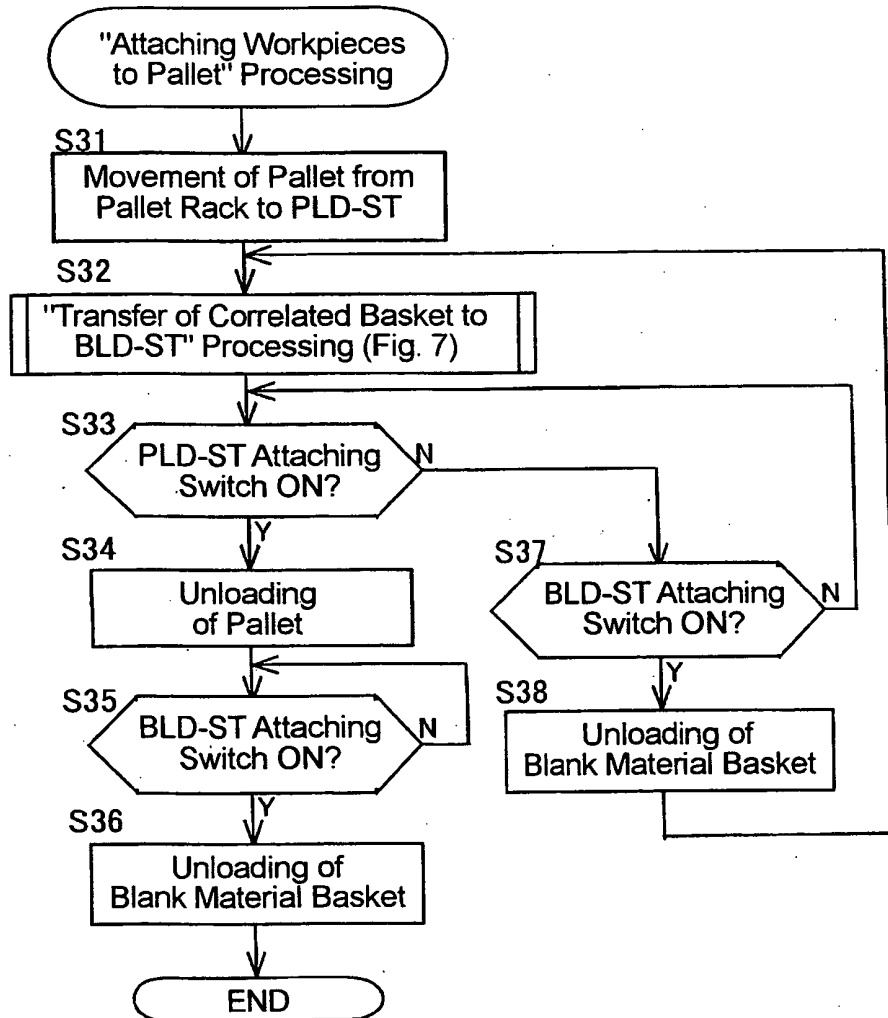 "Attaching Workpieces
to Pallet" Processing
S31
Movement of Pallet from
Pallet Rack to PLD-ST
S32
"Transfer of Correlated Basket to
BLD-ST" Processing (Fig. 7)
S33
PLD-ST Attaching
Switch ON?
N
Y
S34
Unloading
of Pallet
S35
BLD-ST Attaching
Switch ON?
N
Y
S36
Unloading of
Blank Material Basket
END
S37
BLD-ST Attaching
Switch ON?
N
Y
S38
Unloading of
Blank Material Basket